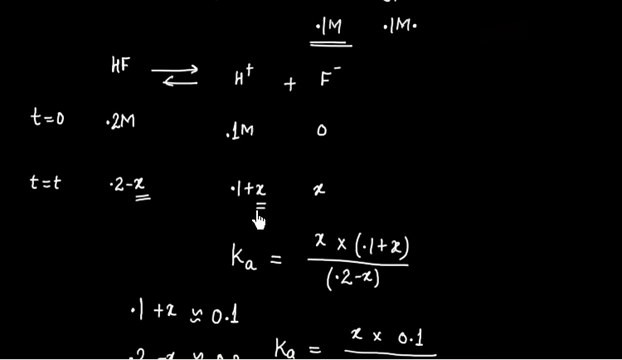 .1M .1M.
HF ⇌ H⁺ + F⁻
t=0 .2M .1M 0
t=t .2-x .1+x x
Ka = x × (.1+x) / (.2-x)
.1+x ≈ 0.1
Ka = x × 0.1